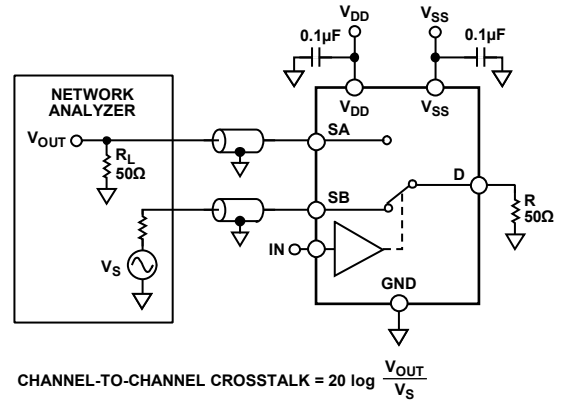 V_DD
V_SS
0.1µF
0.1µF
V_DD
V_SS
NETWORK
ANALYZER
V_OUT
R_L
50Ω
SA
SB
D
R
50Ω
IN
V_S
GND
CHANNEL-TO-CHANNEL CROSSTALK = 20 log V_OUT / V_S